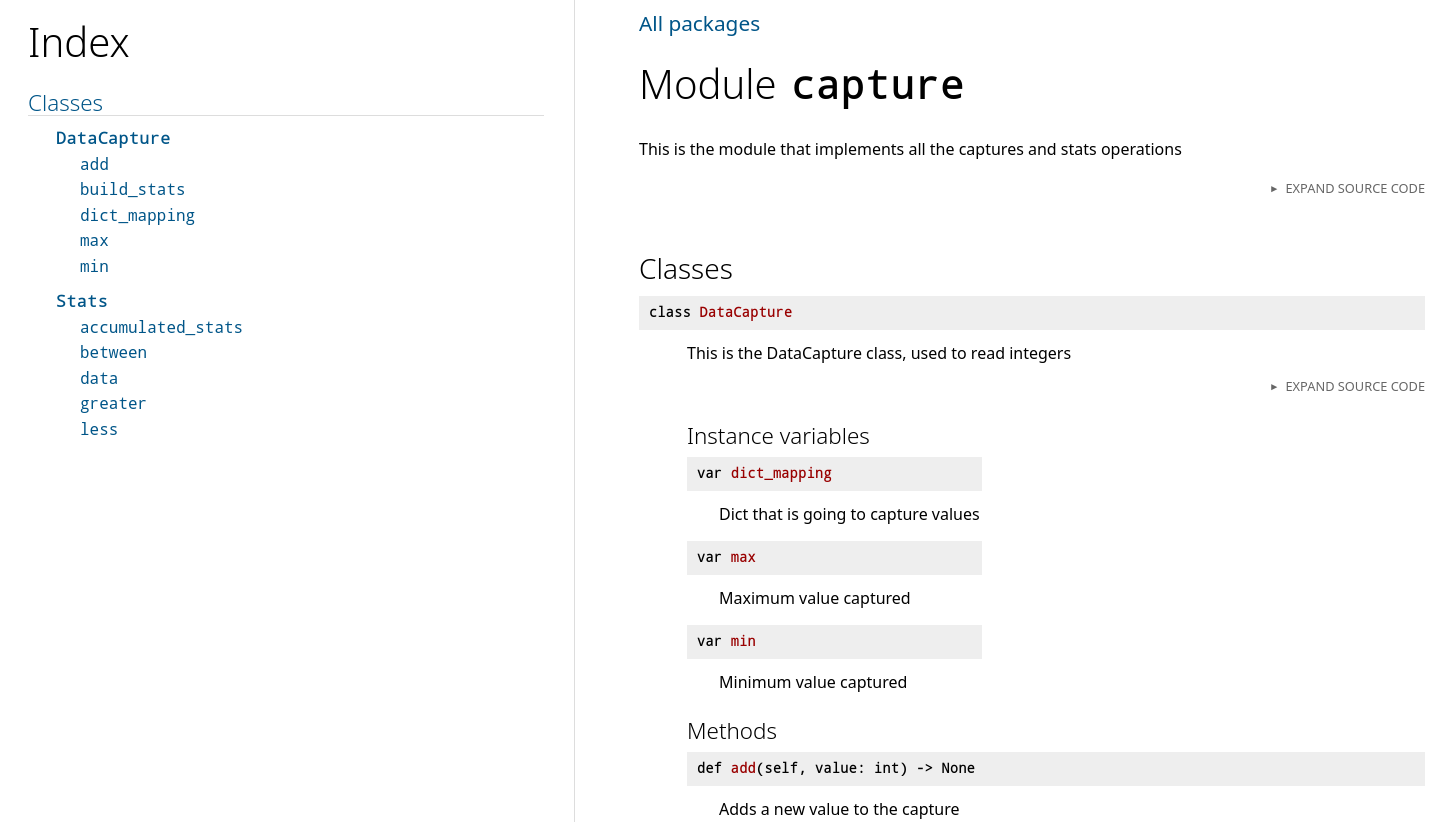 Index
Classes
DataCapture
add
build_stats
dict_mapping
max
min
Stats
accumulated_stats
between
data
greater
less
All packages
Module capture
This is the module that implements all the captures and stats operations
► EXPAND SOURCE CODE
Classes
class DataCapture
This is the DataCapture class, used to read integers
► EXPAND SOURCE CODE
Instance variables
var dict_mapping
Dict that is going to capture values
var max
Maximum value captured
var min
Minimum value captured
Methods
def add(self, value: int) -> None
Adds a new value to the capture